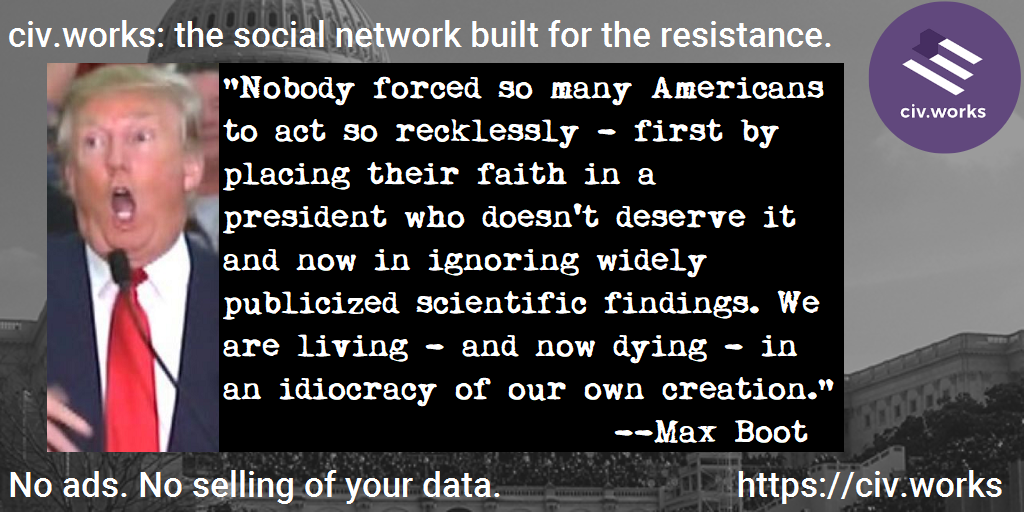 civ.works: the social network built for the resistance.
civ.works
"Nobody forced so many Americans
to act so recklessly - first by
placing their faith in a
president who doesn't deserve it
and now in ignoring widely
publicized scientific findings. We
are living - and now dying - in
an idiocracy of our own creation."
--Max Boot
No ads. No selling of your data.
https://civ.works